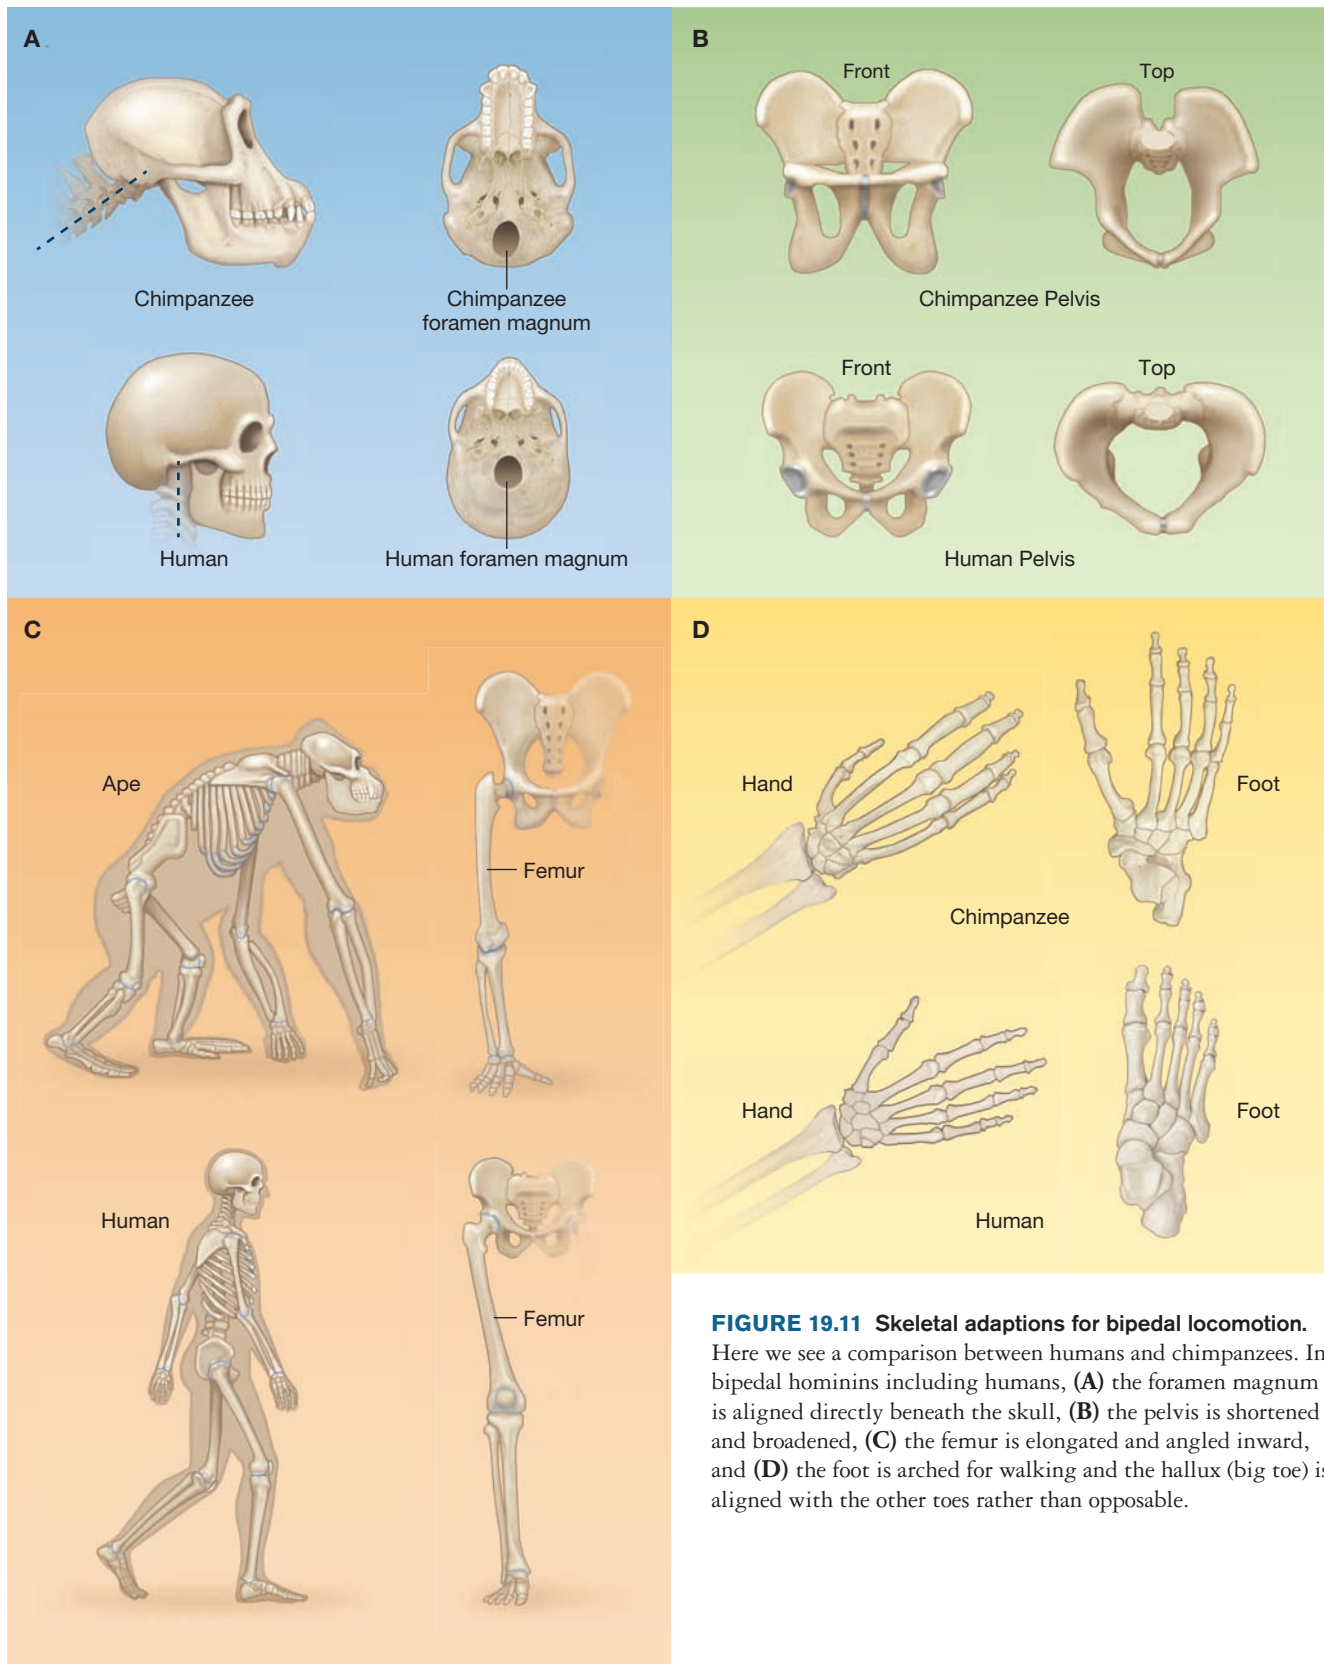 A
Chimpanzee
Chimpanzee
foramen magnum
Human
Human foramen magnum
B
Front
Top
Chimpanzee Pelvis
Front
Top
Human Pelvis
C
Ape
Femur
Human
Femur
D
Hand
Foot
Chimpanzee
Hand
Foot
Human
FIGURE 19.11 Skeletal adaptions for bipedal locomotion.
Here we see a comparison between humans and chimpanzees. In
bipedal hominins including humans, (A) the foramen magnum
is aligned directly beneath the skull, (B) the pelvis is shortened
and broadened, (C) the femur is elongated and angled inward,
and (D) the foot is arched for walking and the hallux (big toe) is
aligned with the other toes rather than opposable.